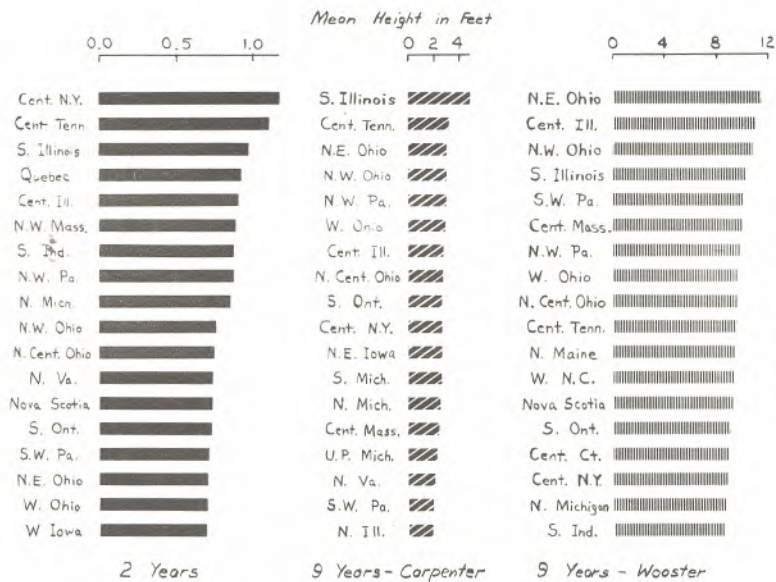 Mean Height in Feet
0.0 0.5 1.0
Cent. N.Y.
Cent Tenn.
S. Illinois
Quebec
Cent. Ill.
N.W. Mass.
S. Ind.
N.W. Pa.
N. Mich.
N.W. Ohio
N. Cent. Ohio
N. Va.
Nova Scotia
S. Ont.
S.W. Pa.
N.E. Ohio
W. Ohio
W Iowa
2 Years
0 2 4
S. Illinois
Cent. Tenn.
N.E. Ohio
N.W. Ohio
N.W. Pa.
W. Ohio
Cent Ill.
N. Cent Ohio
S. Ont.
Cent. N.Y.
N.E. Iowa
S. Mich.
N. Mich.
Cent. Mass.
U.P. Mich.
N. Va.
S.W. Pa.
N. Ill.
9 Years - Carpenter
0 4 8 12
N.E. Ohio
Cent. Ill.
N.W. Ohio
S. Illinois
S.W. Pa.
Cent. Mass.
N.W. Pa.
W. Ohio
N. Cent. Ohio
Cent. Tenn.
N. Maine
W. N.C.
Nova Scotia
S. Ont.
Cent. Ct.
Cent. N.Y.
N. Michigan
S. Ind.
9 Years - Wooster